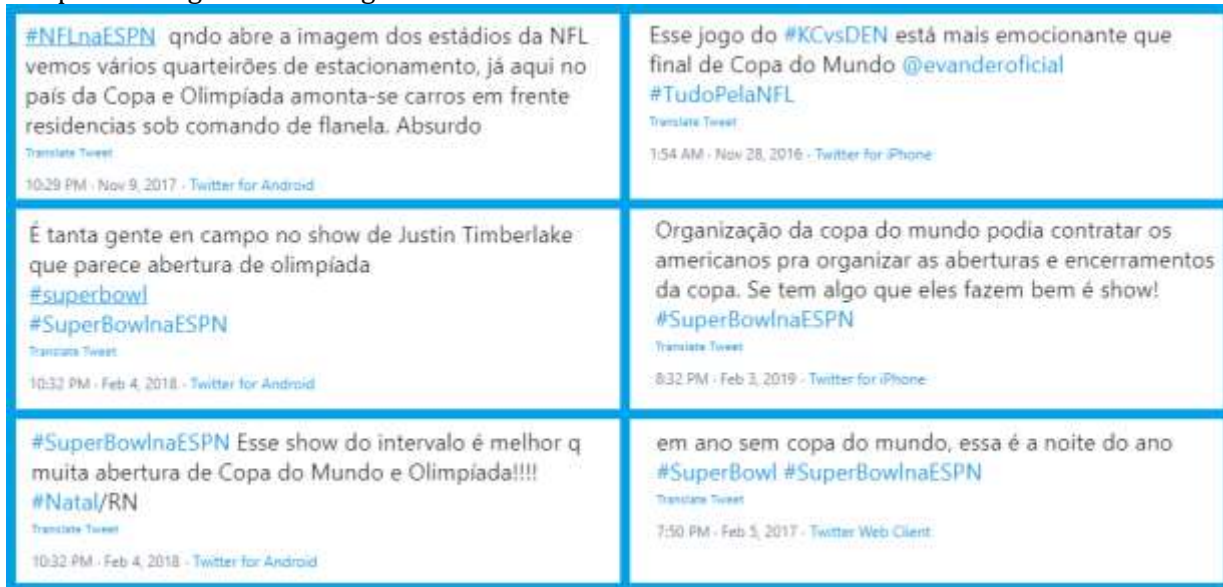 #NFLnaESPN qndo abre a imagem dos estádios da NFL
vemos vários quarteirões de estacionamento, já aqui no
país da Copa e Olimpíada amonta-se carros em frente
residencias sob comando de flanela. Absurdo
Translate Tweet
10:29 PM · Nov 9, 2017 · Twitter for Android
Esse jogo do #KCvsDEN está mais emocionante que
final de Copa do Mundo @evanderoficial
#TudoPelaNFL
Translate Tweet
1:54 AM · Nov 28, 2016 · Twitter for iPhone
É tanta gente en campo no show de Justin Timberlake
que parece abertura de olimpíada
#superbowl
#SuperBowlnaESPN
Translate Tweet
10:32 PM · Feb 4, 2018 · Twitter for Android
Organização da copa do mundo podia contratar os
americanos pra organizar as aberturas e encerramentos
da copa. Se tem algo que eles fazem bem é show!
#SuperBowlnaESPN
Translate Tweet
8:32 PM · Feb 3, 2019 · Twitter for iPhone
#SuperBowlnaESPN Esse show do intervalo é melhor q
muita abertura de Copa do Mundo e Olimpíada!!!!
#Natal/RN
Translate Tweet
10:32 PM · Feb 4, 2018 · Twitter for Android
em ano sem copa do mundo, essa é a noite do ano
#SuperBowl #SuperBowlnaESPN
Translate Tweet
7:50 PM · Feb 5, 2017 · Twitter Web Client